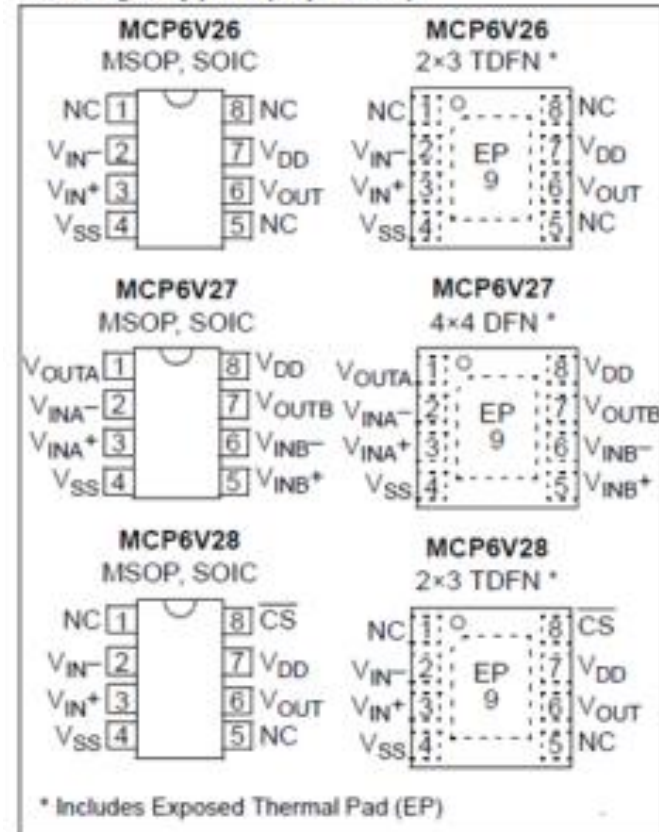 MCP6V26
MSOP, SOIC
NC 1 8 NC
VIN– 2 7 VDD
VIN+ 3 6 VOUT
VSS 4 5 NC
MCP6V26
2×3 TDFN *
NC 1 8 NC
VIN– 2 EP 7 VDD
VIN+ 3 9 6 VOUT
VSS 4 5 NC
MCP6V27
MSOP, SOIC
VOUTA 1 8 VDD
VINA– 2 7 VOUTB
VINA+ 3 6 VINB–
VSS 4 5 VINB+
MCP6V27
4×4 DFN *
VOUTA 1 8 VDD
VINA– 2 EP 7 VOUTB
VINA+ 3 9 6 VINB–
VSS 4 5 VINB+
MCP6V28
MSOP, SOIC
NC 1 8 CS
VIN– 2 7 VDD
VIN+ 3 6 VOUT
VSS 4 5 NC
MCP6V28
2×3 TDFN *
NC 1 8 CS
VIN– 2 EP 7 VDD
VIN+ 3 9 6 VOUT
VSS 4 5 NC
* Includes Exposed Thermal Pad (EP)